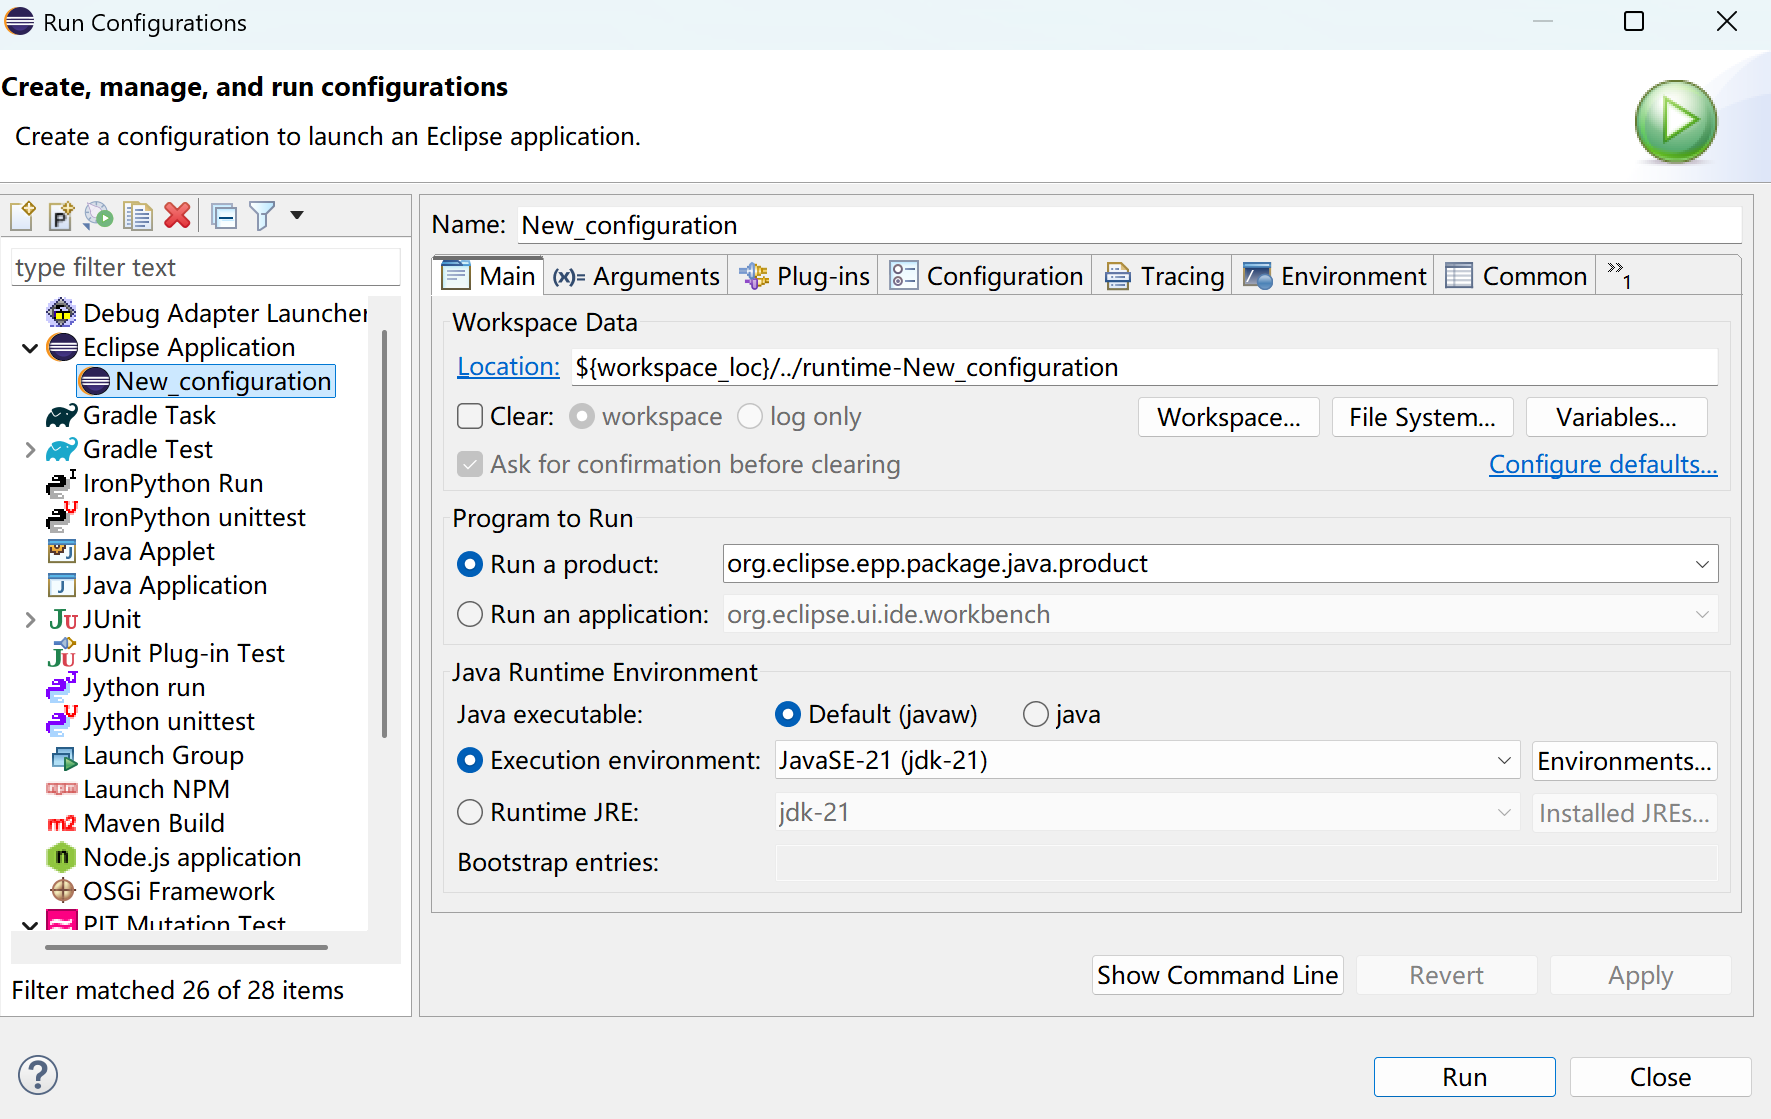 Run Configurations
Create, manage, and run configurations
Create a configuration to launch an Eclipse application.
type filter text
Debug Adapter Launcher
Eclipse Application
New_configuration
Gradle Task
Gradle Test
IronPython Run
IronPython unittest
Java Applet
Java Application
JUnit
JUnit Plug-in Test
Jython run
Jython unittest
Launch Group
Launch NPM
Maven Build
Node.js application
OSGi Framework
PIT Mutation Test
Filter matched 26 of 28 items
Name: New_configuration
Main (x)= Arguments Plug-ins Configuration Tracing Environment Common »1
Workspace Data
Location: ${workspace_loc}/../runtime-New_configuration
Clear: workspace log only Workspace... File System... Variables...
Ask for confirmation before clearing Configure defaults...
Program to Run
Run a product: org.eclipse.epp.package.java.product
Run an application: org.eclipse.ui.ide.workbench
Java Runtime Environment
Java executable: Default (javaw) java
Execution environment: JavaSE-21 (jdk-21) Environments...
Runtime JRE: jdk-21 Installed JREs...
Bootstrap entries:
Show Command Line Revert Apply
Run Close